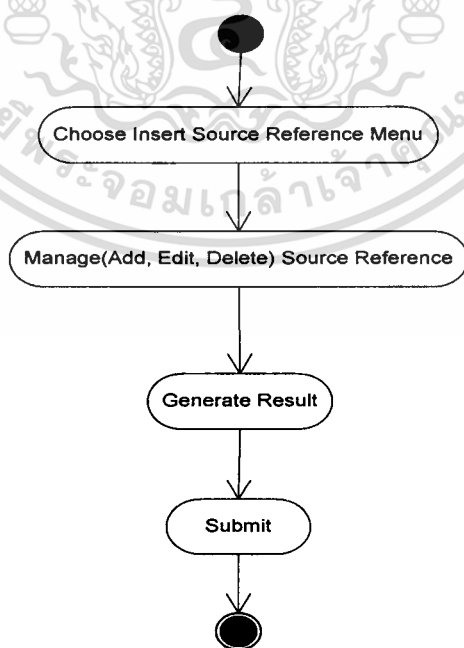 Choose Insert Source Reference Menu
Manage(Add, Edit, Delete) Source Reference
Generate Result
Submit